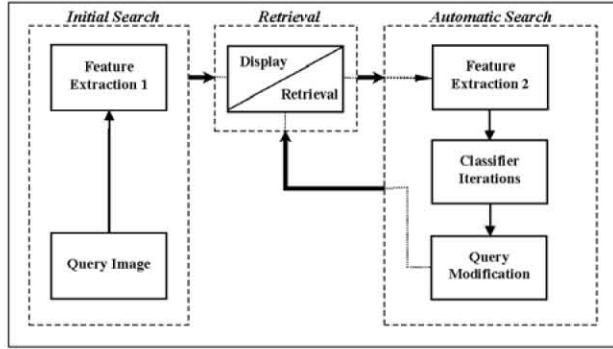 Initial Search
Retrieval
Automatic Search
Feature
Extraction 1
Display
Retrieval
Feature
Extraction 2
Classifier
Iterations
Query Image
Query
Modification